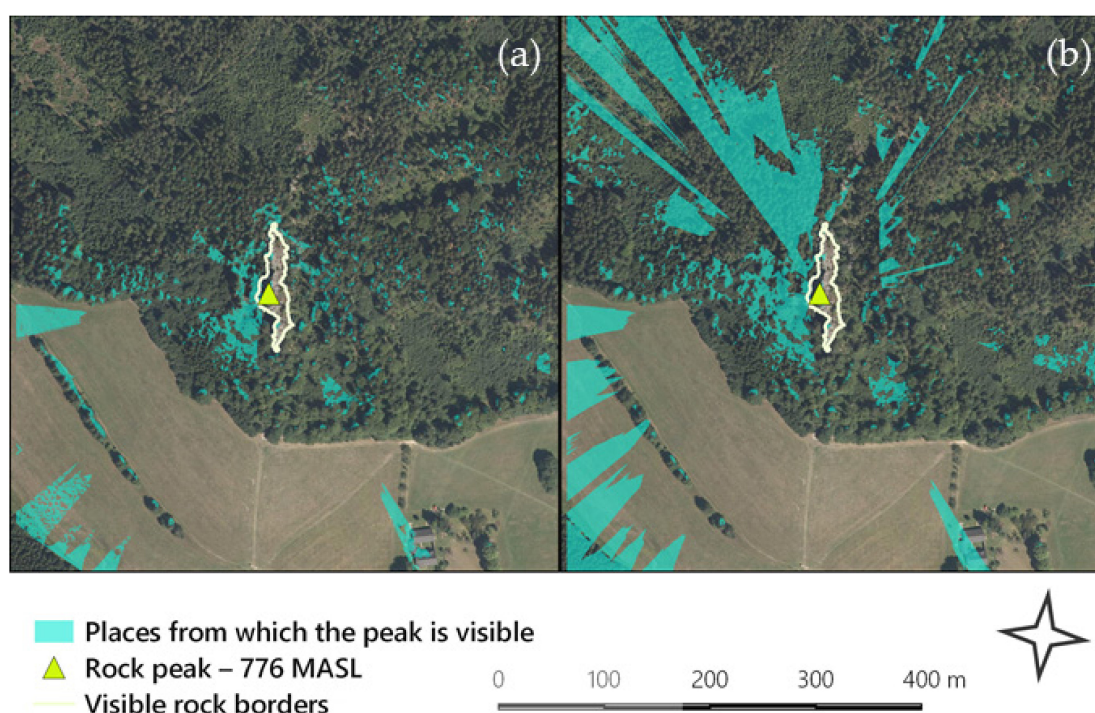 (a)
(b)
Places from which the peak is visible
Rock peak – 776 MASL
Visible rock borders
0 100 200 300 400 m